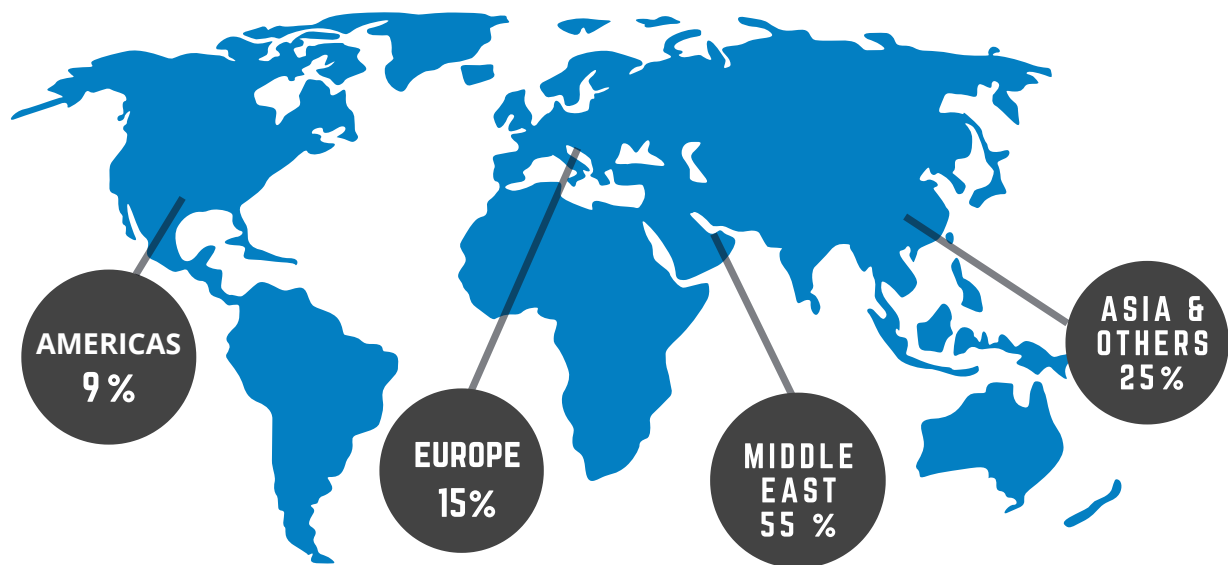 AMERICAS
9%
EUROPE
15%
MIDDLE
EAST
55 %
ASIA &
OTHERS
25%